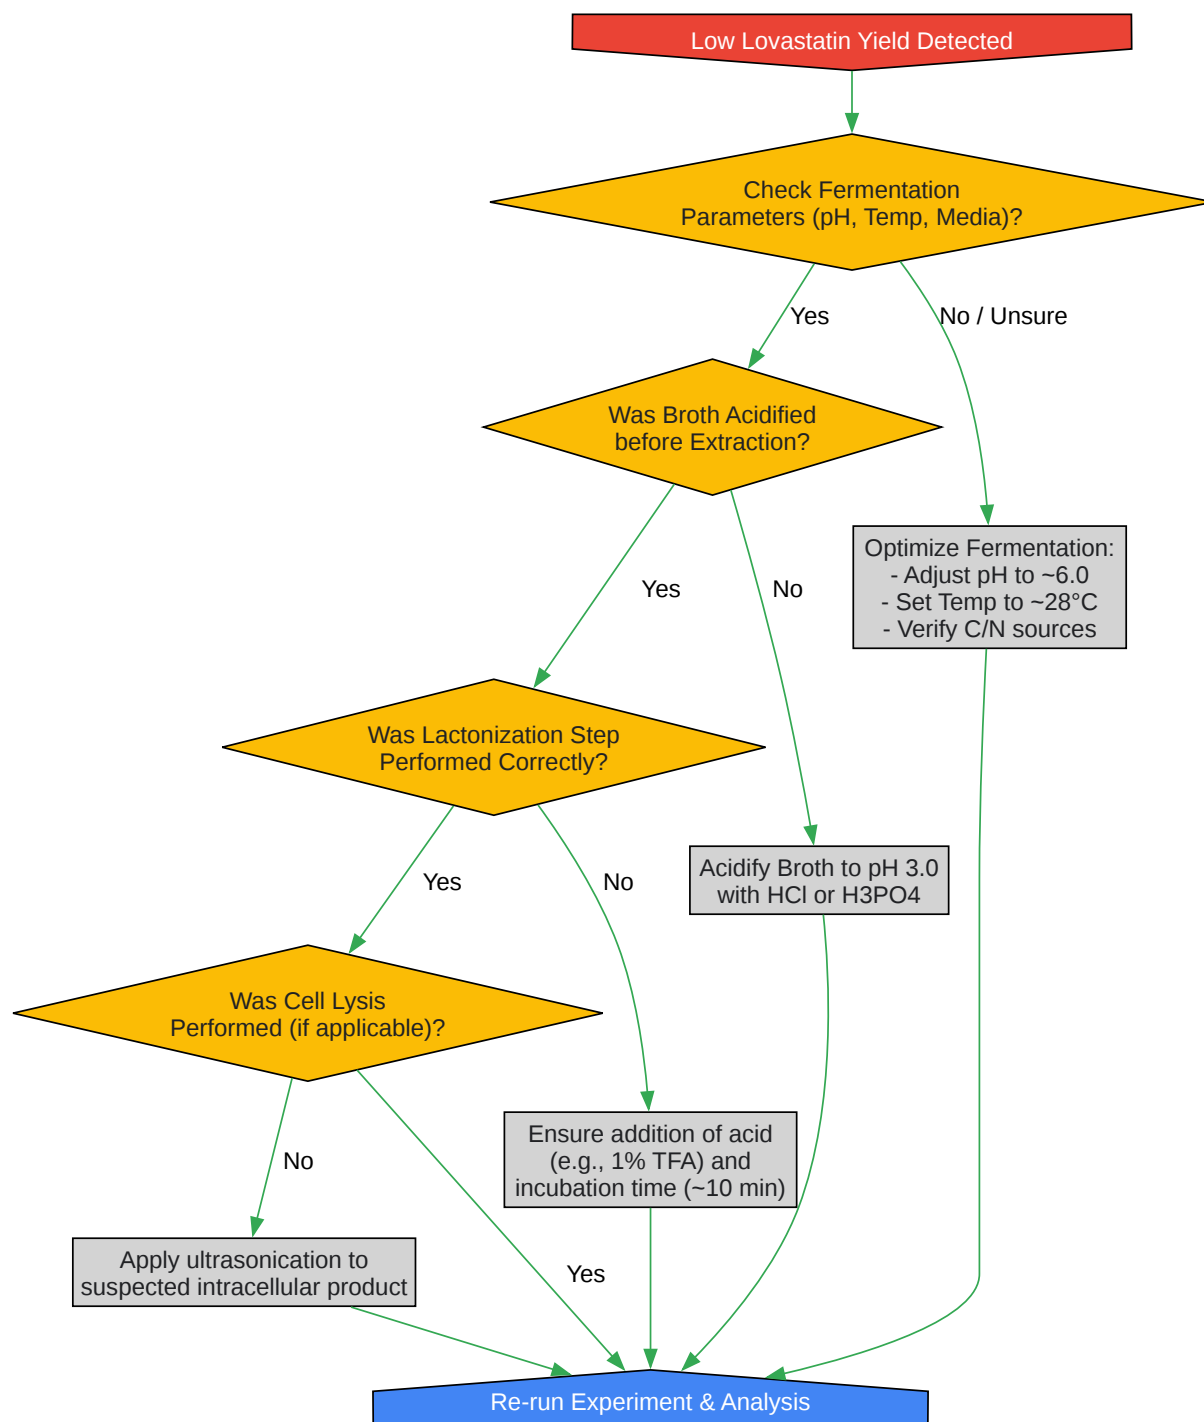 Low Lovastatin Yield Detected
Check Fermentation
Parameters (pH, Temp, Media)?
Yes
No / Unsure
Was Broth Acidified
before Extraction?
Optimize Fermentation:
- Adjust pH to ~6.0
- Set Temp to ~28°C
- Verify C/N sources
Yes
No
Was Lactonization Step
Performed Correctly?
Acidify Broth to pH 3.0
with HCl or H3PO4
Yes
No
Was Cell Lysis
Performed (if applicable)?
Ensure addition of acid
(e.g., 1% TFA) and
incubation time (~10 min)
No
Apply ultrasonication to
suspected intracellular product
Yes
Re-run Experiment & Analysis